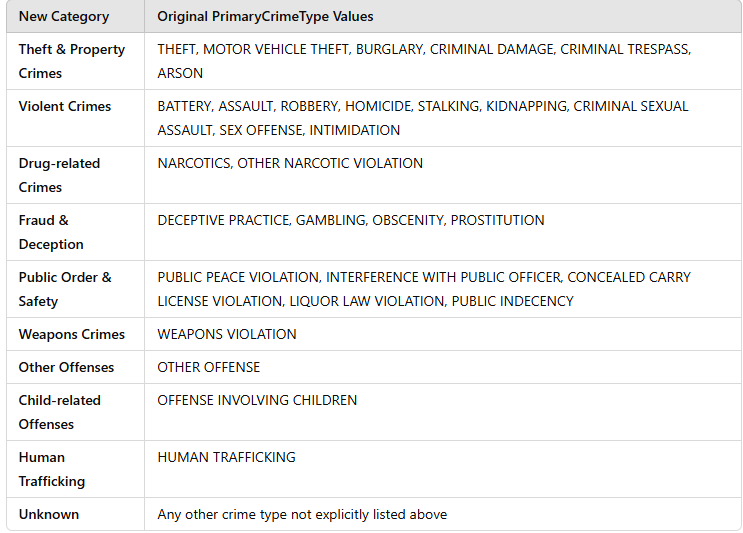 New Category Original PrimaryCrimeType Values
Theft & Property Crimes THEFT, MOTOR VEHICLE THEFT, BURGLARY, CRIMINAL DAMAGE, CRIMINAL TRESPASS, ARSON
Violent Crimes BATTERY, ASSAULT, ROBBERY, HOMICIDE, STALKING, KIDNAPPING, CRIMINAL SEXUAL ASSAULT, SEX OFFENSE, INTIMIDATION
Drug-related Crimes NARCOTICS, OTHER NARCOTIC VIOLATION
Fraud & Deception DECEPTIVE PRACTICE, GAMBLING, OBSCENITY, PROSTITUTION
Public Order & Safety PUBLIC PEACE VIOLATION, INTERFERENCE WITH PUBLIC OFFICER, CONCEALED CARRY LICENSE VIOLATION, LIQUOR LAW VIOLATION, PUBLIC INDECENCY
Weapons Crimes WEAPONS VIOLATION
Other Offenses OTHER OFFENSE
Child-related Offenses OFFENSE INVOLVING CHILDREN
Human Trafficking HUMAN TRAFFICKING
Unknown Any other crime type not explicitly listed above